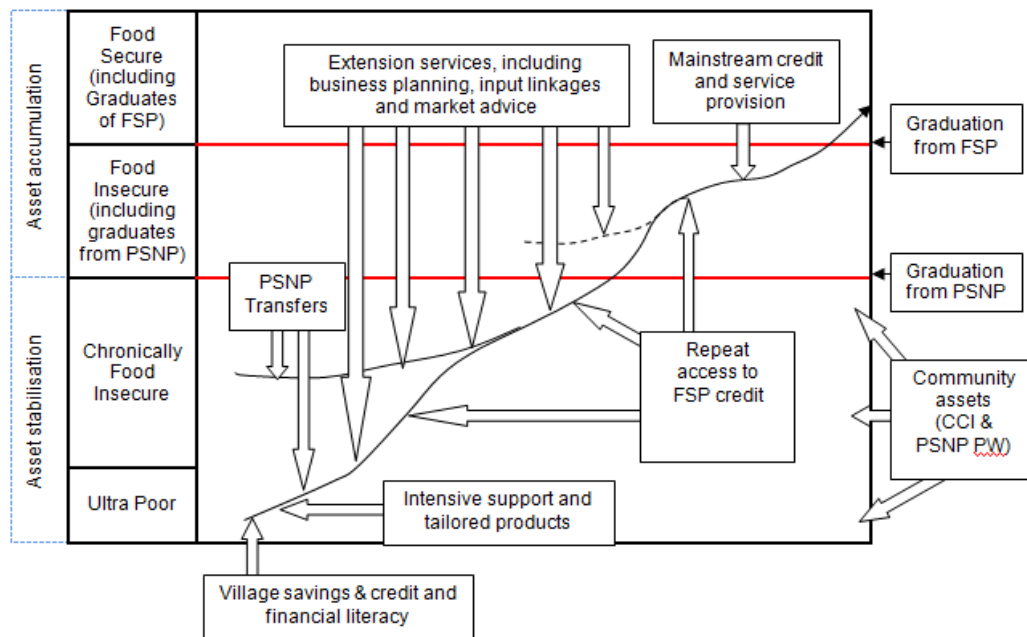 Asset accumulation
Food
Secure
(including
Graduates
of FSP)
Extension services, including
business planning, input linkages
and market advice
Mainstream credit
and service
provision
Graduation
from FSP
Food
Insecure
(including
graduates
from PSNP)
Graduation
from PSNP
Asset stabilisation
PSNP
Transfers
Chronically
Food
Insecure
Repeat
access to
FSP credit
Community
assets
(CCI &
PSNP PW)
Ultra Poor
Intensive support and
tailored products
Village savings & credit and
financial literacy